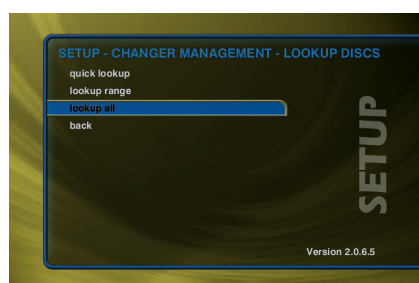 SETUP - CHANGER MANAGEMENT - LOOKUP DISCS
quick lookup
lookup range
lookup all
back
SETUP
Version 2.0.6.5